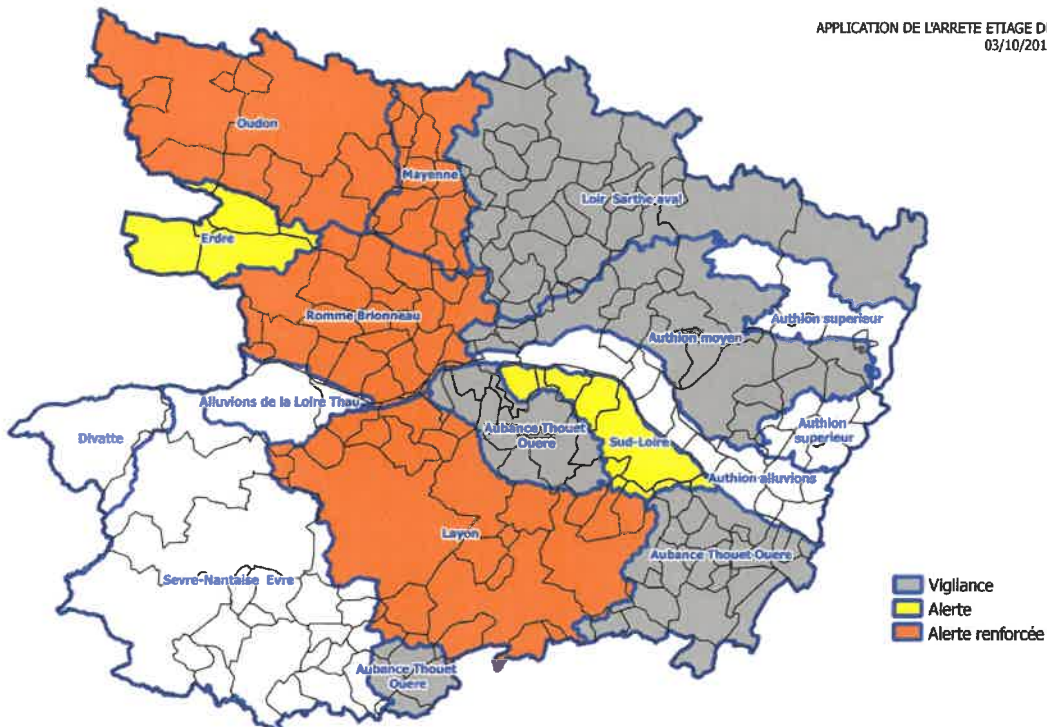 APPLICATION DE L'ARRETE ETIAGE D
03/10/201
Oudon
Mayenne
Loir Sarthe aval
Erdre
Romme Brionneau
Authion superieur
Authion moyen
Alluvions de la Loire Thau
Divatte
Aubance Thouet
Ouere
Sud-Loire
Authion
superieur
Authion alluvions
Layon
Aubance Thouet Ouere
Sevre-Nantaise Evre
Aubance Thouet
Ouere
Vigilance
Alerte
Alerte renforcée